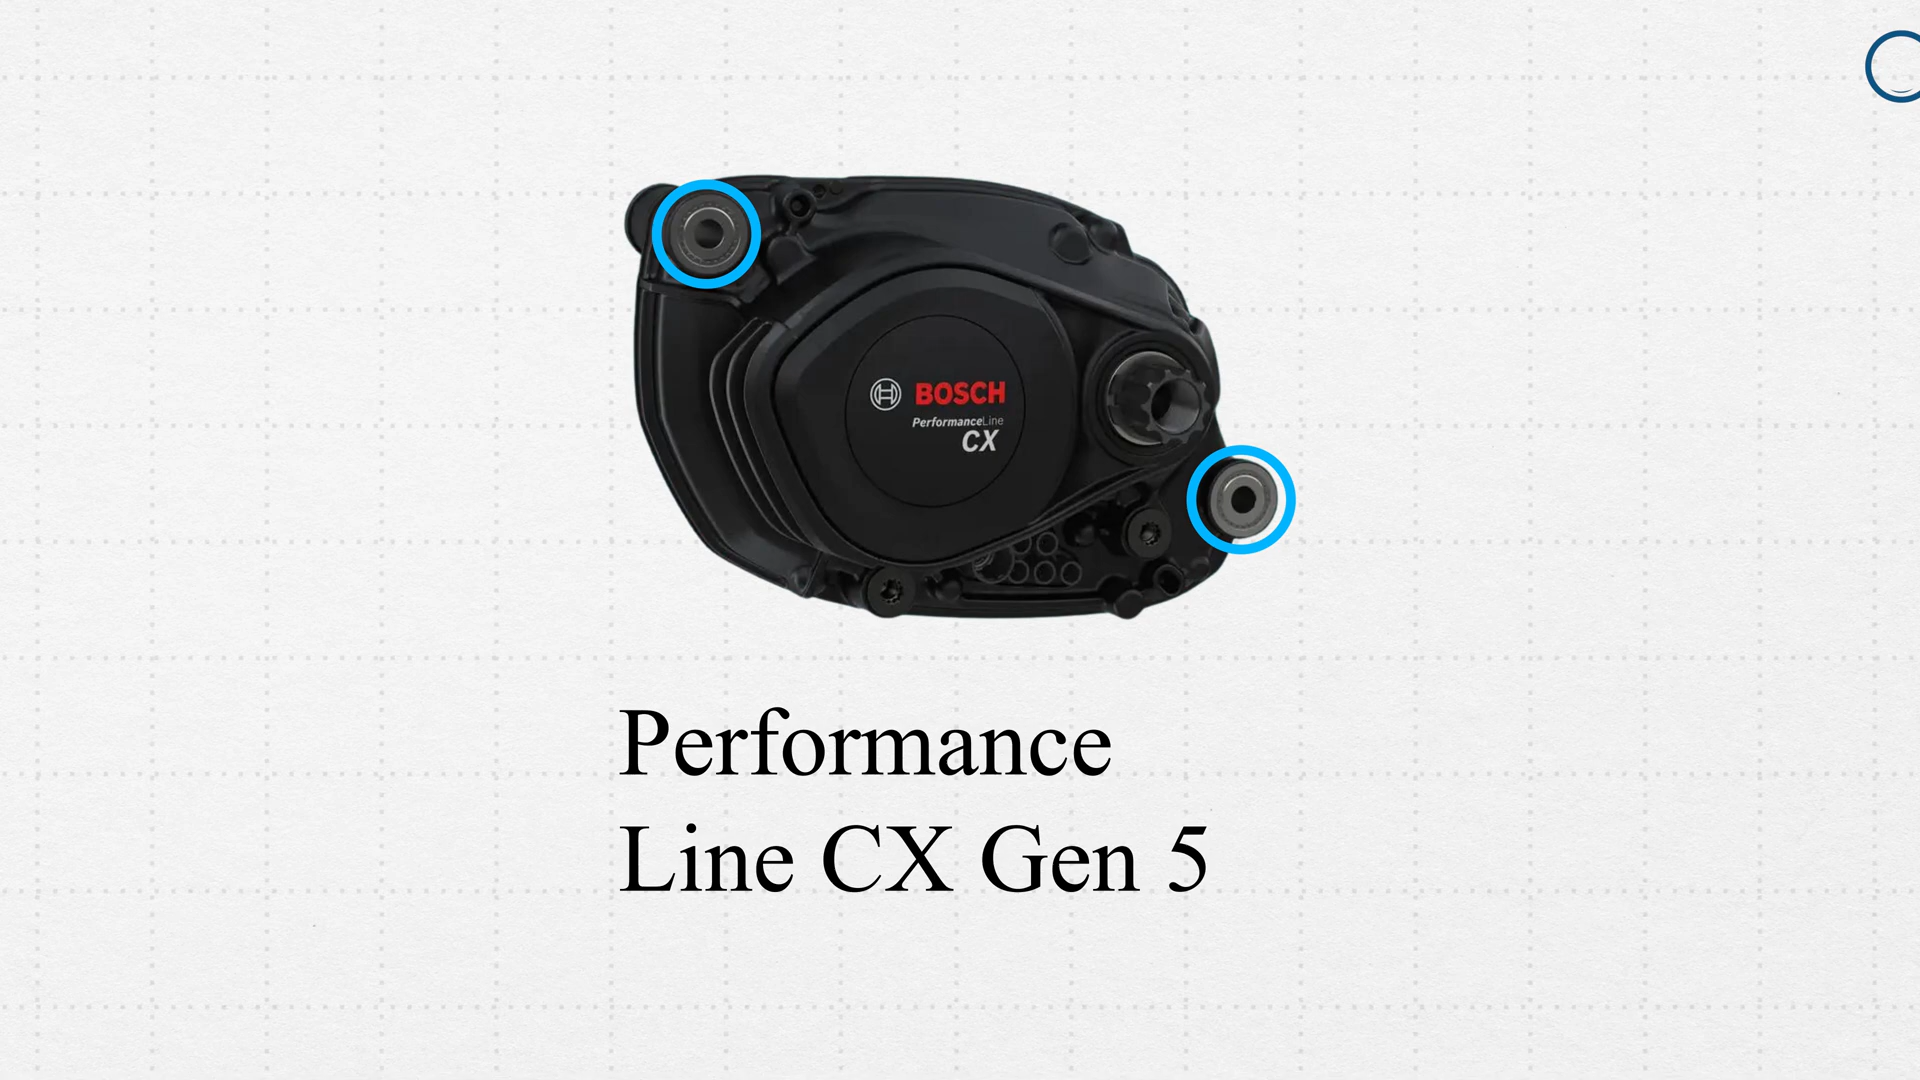 BOSCH
PerformanceLine
CX
Performance
Line CX Gen 5